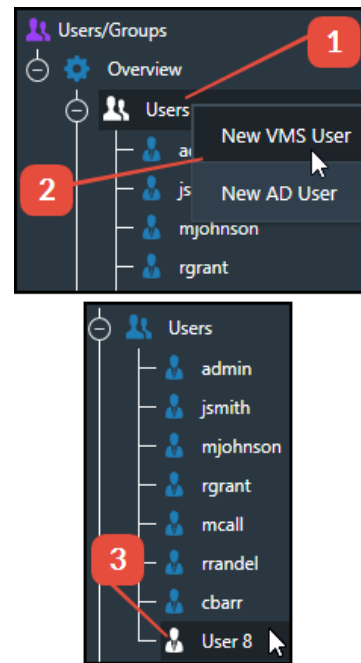 Users/Groups
1
Overview
Users
New VMS User
2
New AD User
mjohnson
rgrant
Users
admin
jsmith
mjohnson
rgrant
mcall
3
rrandel
cbarr
User 8